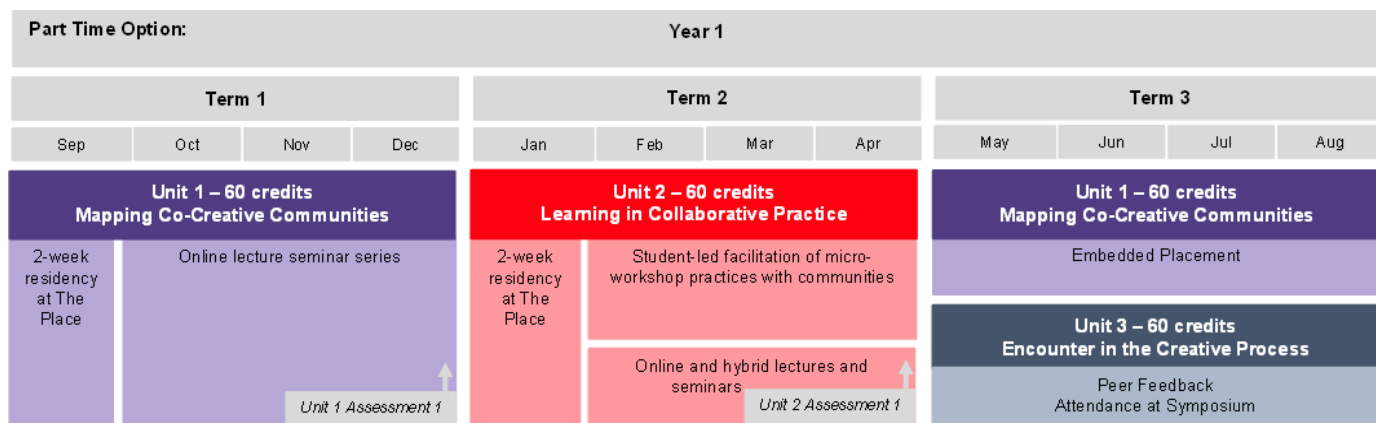 Part Time Option:
Year 1
Term 1
Term 2
Term 3
Sep
Oct
Nov
Dec
Jan
Feb
Mar
Apr
May
Jun
Jul
Aug
Unit 1 – 60 credits
Mapping Co-Creative Communities
2-week
residency
at The
Place
Online lecture seminar series
Unit 1 Assessment 1
Unit 2 – 60 credits
Learning in Collaborative Practice
2-week
residency
at The
Place
Student-led facilitation of micro-
workshop practices with communities
Online and hybrid lectures and
seminars
Unit 2 Assessment 1
Unit 1 – 60 credits
Mapping Co-Creative Communities
Embedded Placement
Unit 3 – 60 credits
Encounter in the Creative Process
Peer Feedback
Attendance at Symposium